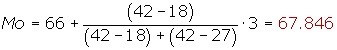 Mo = 66 + (42 − 18) / ((42 − 18) + (42 − 27)) · 3 = 67.846